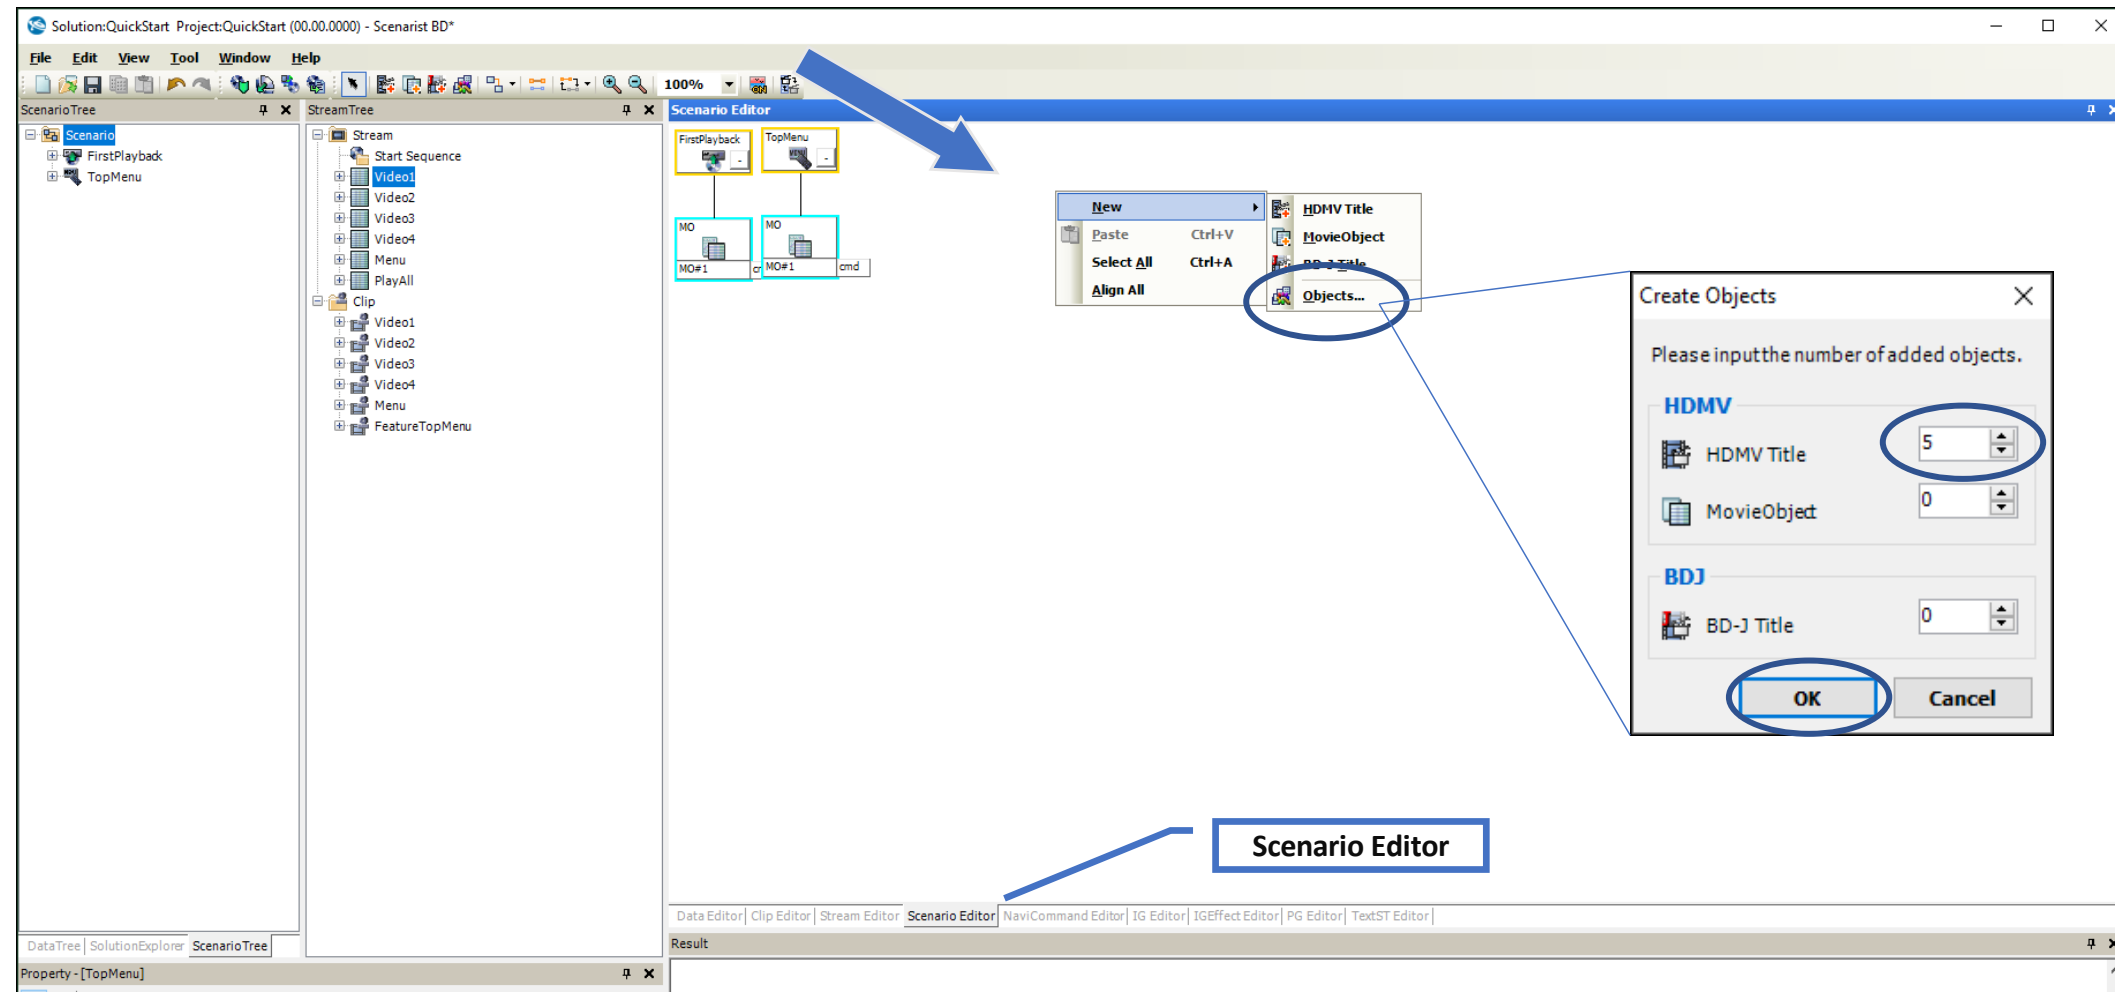 Solution:QuickStart Project:QuickStart (00.00.0000) - Scenarist BD*
File Edit View Tool Window Help
100%
ScenarioTree
StreamTree
Scenario Editor
Scenario
FirstPlayback
TopMenu
Stream
Start Sequence
Video1
Video2
Video3
Video4
Menu
PlayAll
Clip
Video1
Video2
Video3
Video4
Menu
FeatureTopMenu
FirstPlayback
TopMenu
MO
MO
MO#1
MO#1 cmd
New
Paste Ctrl+V
Select All Ctrl+A
Align All
HDMV Title
MovieObject
BD-J Title
Objects...
Create Objects
Please input the number of added objects.
HDMV
HDMV Title 5
MovieObject 0
BDJ
BD-J Title 0
OK Cancel
Scenario Editor
Data Editor Clip Editor Stream Editor Scenario Editor NaviCommand Editor IG Editor IGEffect Editor PG Editor TextST Editor
DataTree SolutionExplorer ScenarioTree
Result
Property - [TopMenu]